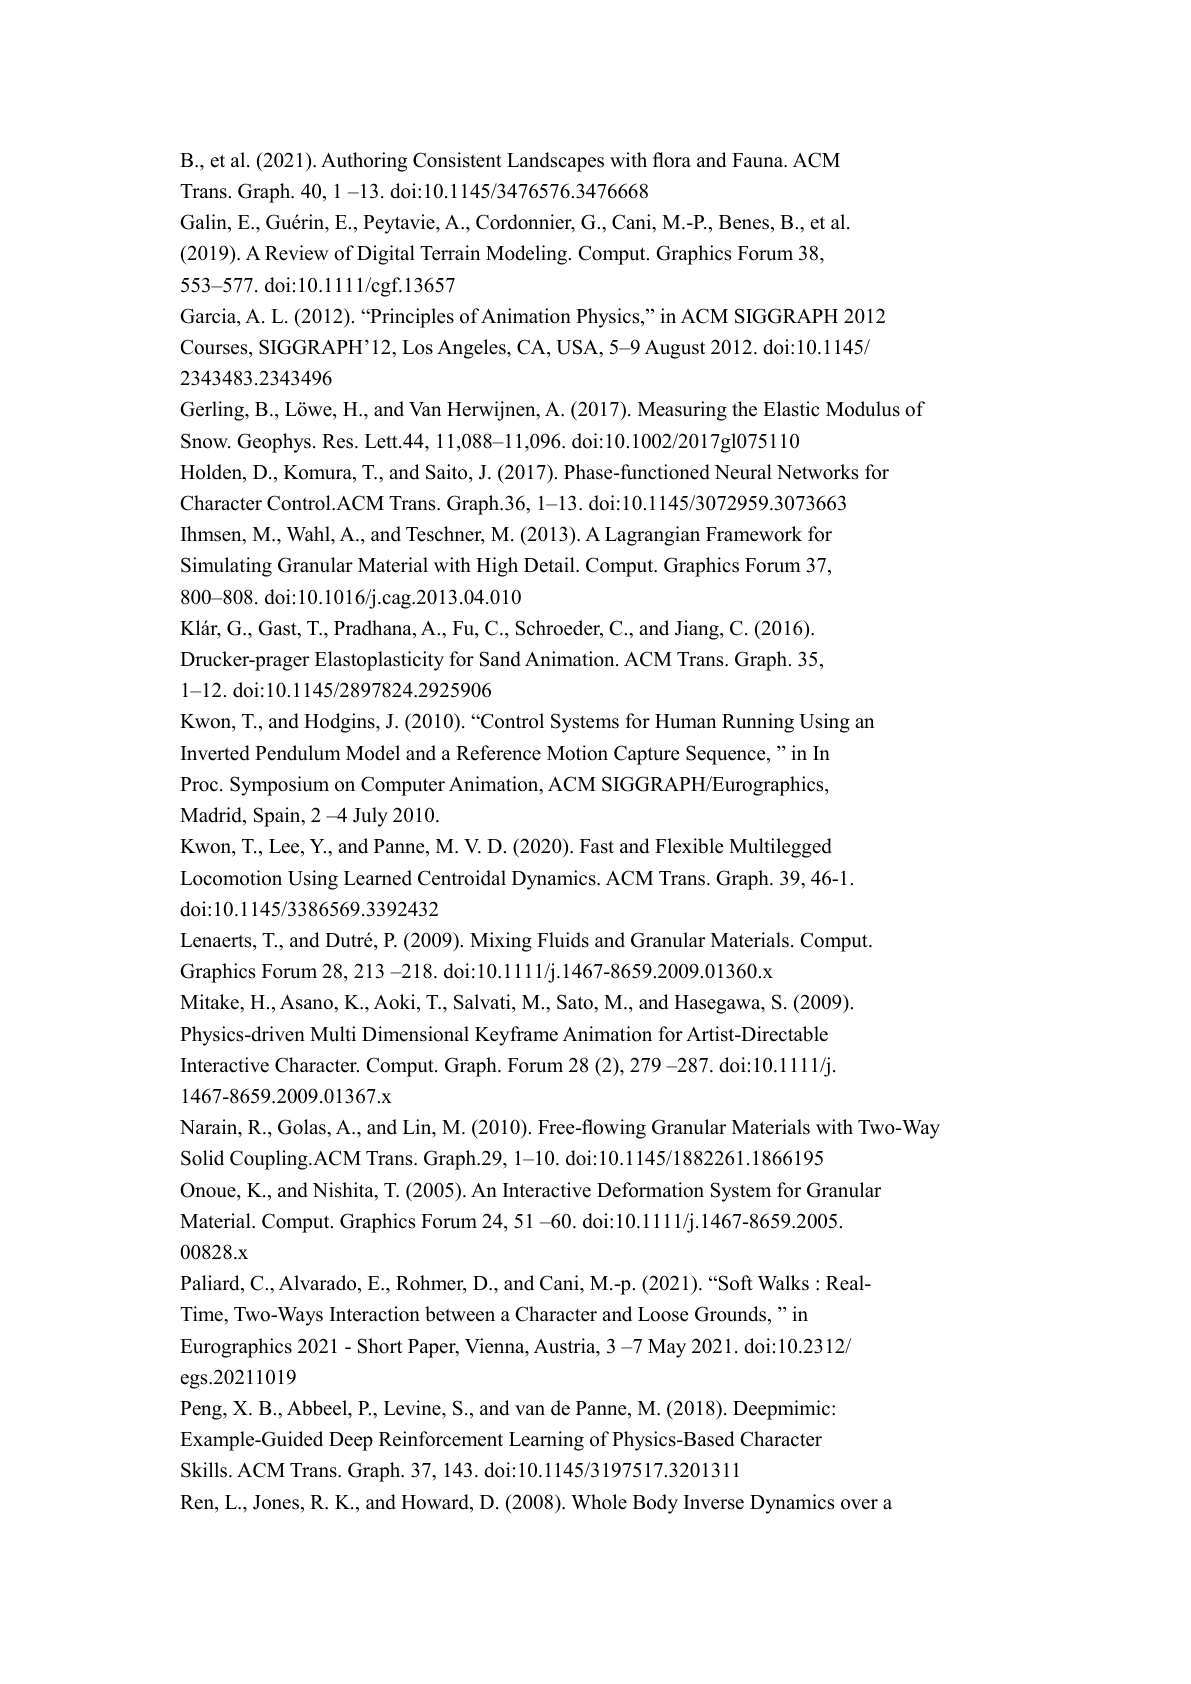 B., et al. (2021). Authoring Consistent Landscapes with flora and Fauna. ACM
Trans. Graph. 40, 1 –13. doi:10.1145/3476576.3476668
Galin, E., Guérin, E., Peytavie, A., Cordonnier, G., Cani, M.-P., Benes, B., et al.
(2019). A Review of Digital Terrain Modeling. Comput. Graphics Forum 38,
553–577. doi:10.1111/cgf.13657
Garcia, A. L. (2012). “Principles of Animation Physics,” in ACM SIGGRAPH 2012
Courses, SIGGRAPH’12, Los Angeles, CA, USA, 5–9 August 2012. doi:10.1145/
2343483.2343496
Gerling, B., Löwe, H., and Van Herwijnen, A. (2017). Measuring the Elastic Modulus of
Snow. Geophys. Res. Lett.44, 11,088–11,096. doi:10.1002/2017gl075110
Holden, D., Komura, T., and Saito, J. (2017). Phase-functioned Neural Networks for
Character Control.ACM Trans. Graph.36, 1–13. doi:10.1145/3072959.3073663
Ihmsen, M., Wahl, A., and Teschner, M. (2013). A Lagrangian Framework for
Simulating Granular Material with High Detail. Comput. Graphics Forum 37,
800–808. doi:10.1016/j.cag.2013.04.010
Klár, G., Gast, T., Pradhana, A., Fu, C., Schroeder, C., and Jiang, C. (2016).
Drucker-prager Elastoplasticity for Sand Animation. ACM Trans. Graph. 35,
1–12. doi:10.1145/2897824.2925906
Kwon, T., and Hodgins, J. (2010). “Control Systems for Human Running Using an
Inverted Pendulum Model and a Reference Motion Capture Sequence, ” in In
Proc. Symposium on Computer Animation, ACM SIGGRAPH/Eurographics,
Madrid, Spain, 2 –4 July 2010.
Kwon, T., Lee, Y., and Panne, M. V. D. (2020). Fast and Flexible Multilegged
Locomotion Using Learned Centroidal Dynamics. ACM Trans. Graph. 39, 46-1.
doi:10.1145/3386569.3392432
Lenaerts, T., and Dutré, P. (2009). Mixing Fluids and Granular Materials. Comput.
Graphics Forum 28, 213 –218. doi:10.1111/j.1467-8659.2009.01360.x
Mitake, H., Asano, K., Aoki, T., Salvati, M., Sato, M., and Hasegawa, S. (2009).
Physics-driven Multi Dimensional Keyframe Animation for Artist-Directable
Interactive Character. Comput. Graph. Forum 28 (2), 279 –287. doi:10.1111/j.
1467-8659.2009.01367.x
Narain, R., Golas, A., and Lin, M. (2010). Free-flowing Granular Materials with Two-Way
Solid Coupling.ACM Trans. Graph.29, 1–10. doi:10.1145/1882261.1866195
Onoue, K., and Nishita, T. (2005). An Interactive Deformation System for Granular
Material. Comput. Graphics Forum 24, 51 –60. doi:10.1111/j.1467-8659.2005.
00828.x
Paliard, C., Alvarado, E., Rohmer, D., and Cani, M.-p. (2021). “Soft Walks : Real-
Time, Two-Ways Interaction between a Character and Loose Grounds, ” in
Eurographics 2021 - Short Paper, Vienna, Austria, 3 –7 May 2021. doi:10.2312/
egs.20211019
Peng, X. B., Abbeel, P., Levine, S., and van de Panne, M. (2018). Deepmimic:
Example-Guided Deep Reinforcement Learning of Physics-Based Character
Skills. ACM Trans. Graph. 37, 143. doi:10.1145/3197517.3201311
Ren, L., Jones, R. K., and Howard, D. (2008). Whole Body Inverse Dynamics over a